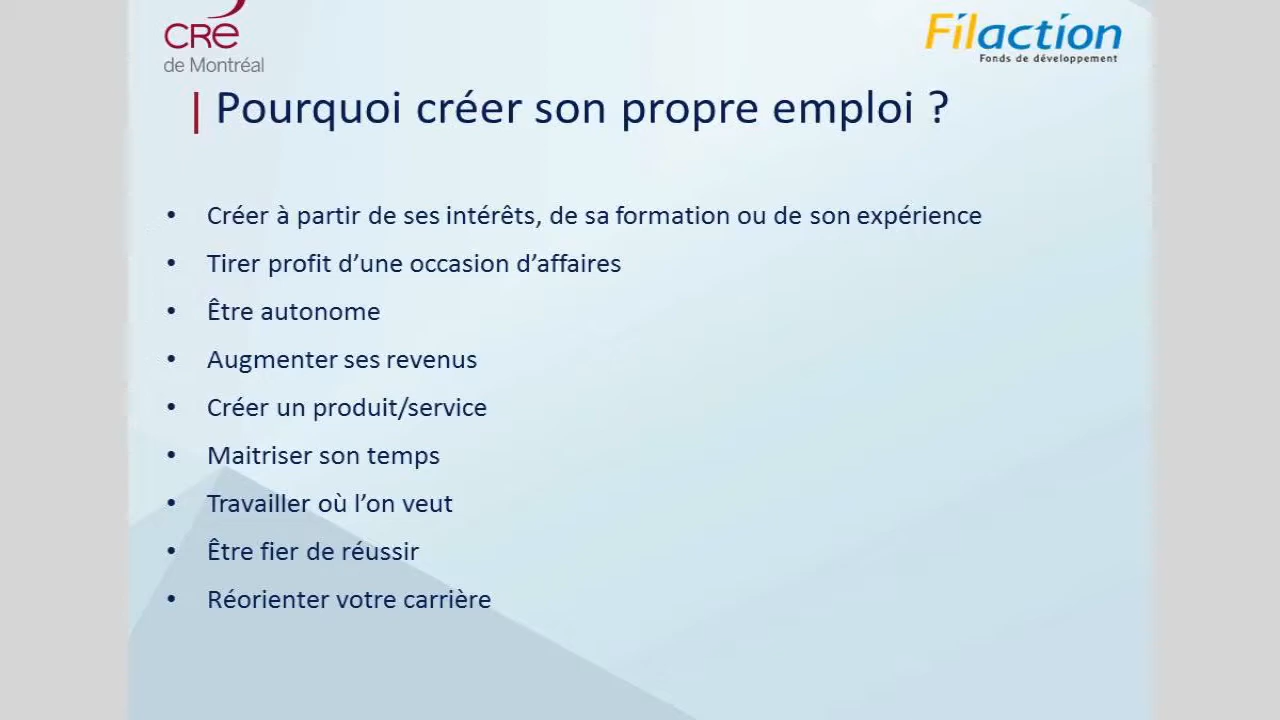 CRE
de Montréal
Filaction
Fonds de développement
Pourquoi créer son propre emploi ?
• Créer à partir de ses intérêts, de sa formation ou de son expérience
• Tirer profit d’une occasion d’affaires
• Être autonome
• Augmenter ses revenus
• Créer un produit/service
• Maitriser son temps
• Travailler où l’on veut
• Être fier de réussir
• Réorienter votre carrière